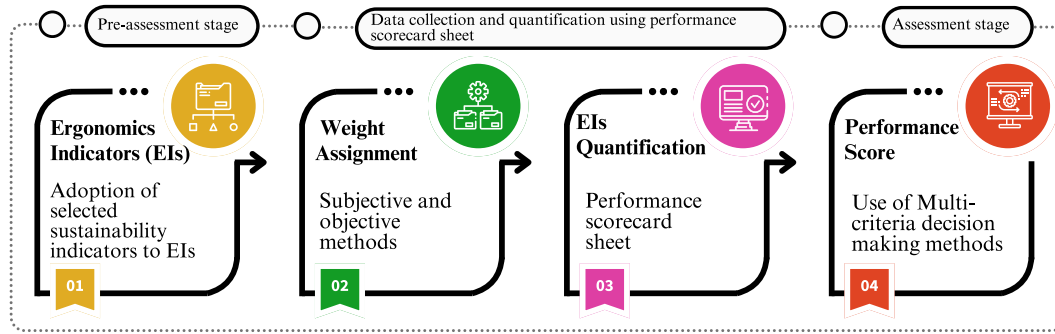 Pre-assessment stage
Data collection and quantification using performance
scorecard sheet
Assessment stage
Ergonomics
Indicators (EIs)
Adoption of
selected
sustainability
indicators to EIs
01
Weight
Assignment
Subjective and
objective
methods
02
EIs
Quantification
Performance
scorecard
sheet
03
Performance
Score
Use of Multi-
criteria decision
making methods
04